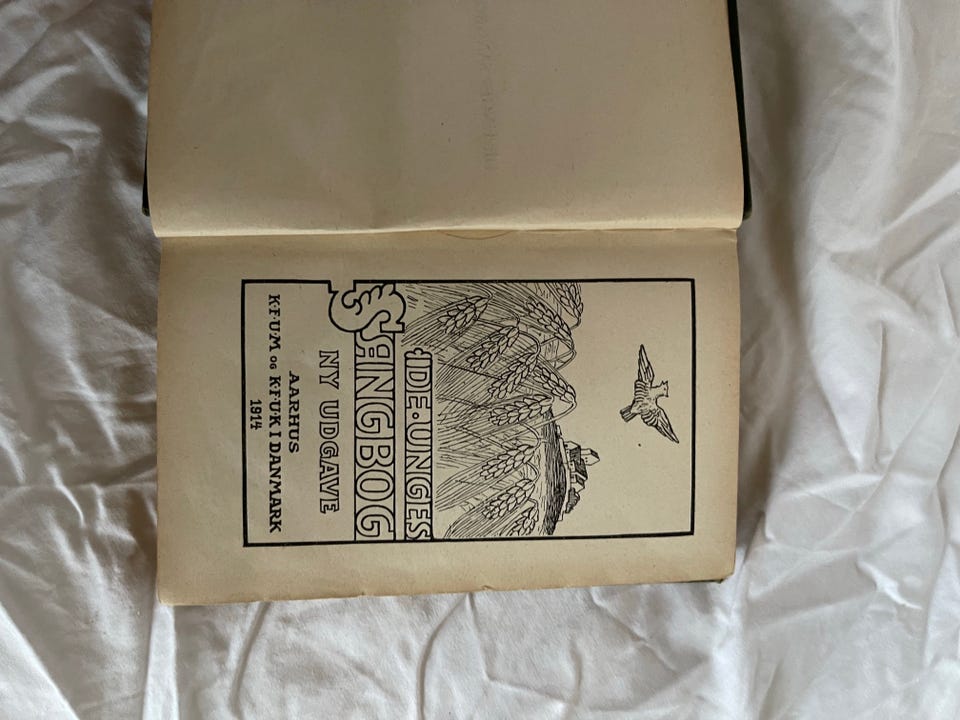 DE·UNGES
SANGBOG
NY UDGAVE
AARHUS
K·F·U·M OG K·F·U·K I DANMARK
1914